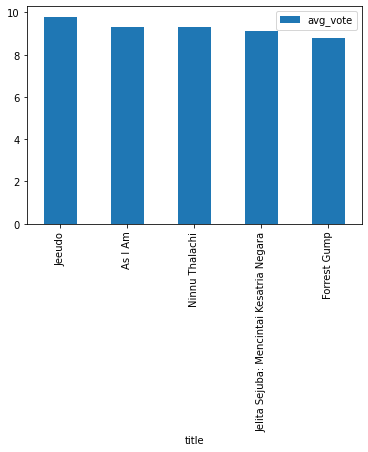 10
8
6
4
2
0
avg_vote
Jeeudo
As I Am
Ninnu Thalachi
Jelita Sejuba: Mencintai Kesatria Negara
Forrest Gump
title